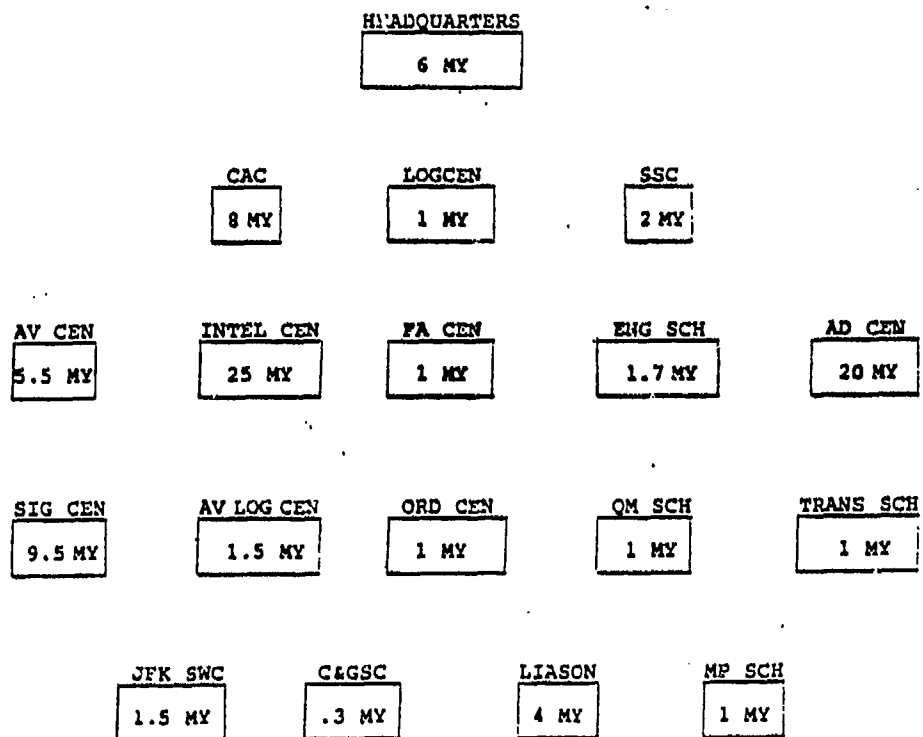 HEADQUARTERS
6 MY
CAC LOGCEN SSC
8 MY 1 MY 2 MY
AV CEN INTEL CEN FA CEN ENG SCH AD CEN
5.5 MY 25 MY 1 MY 1.7 MY 20 MY
SIG CEN AV LOG CEN ORD CEN QM SCH TRANS SCH
9.5 MY 1.5 MY 1 MY 1 MY 1 MY
JFK SWC C&GSC LIASON MP SCH
1.5 MY .3 MY 4 MY 1 MY